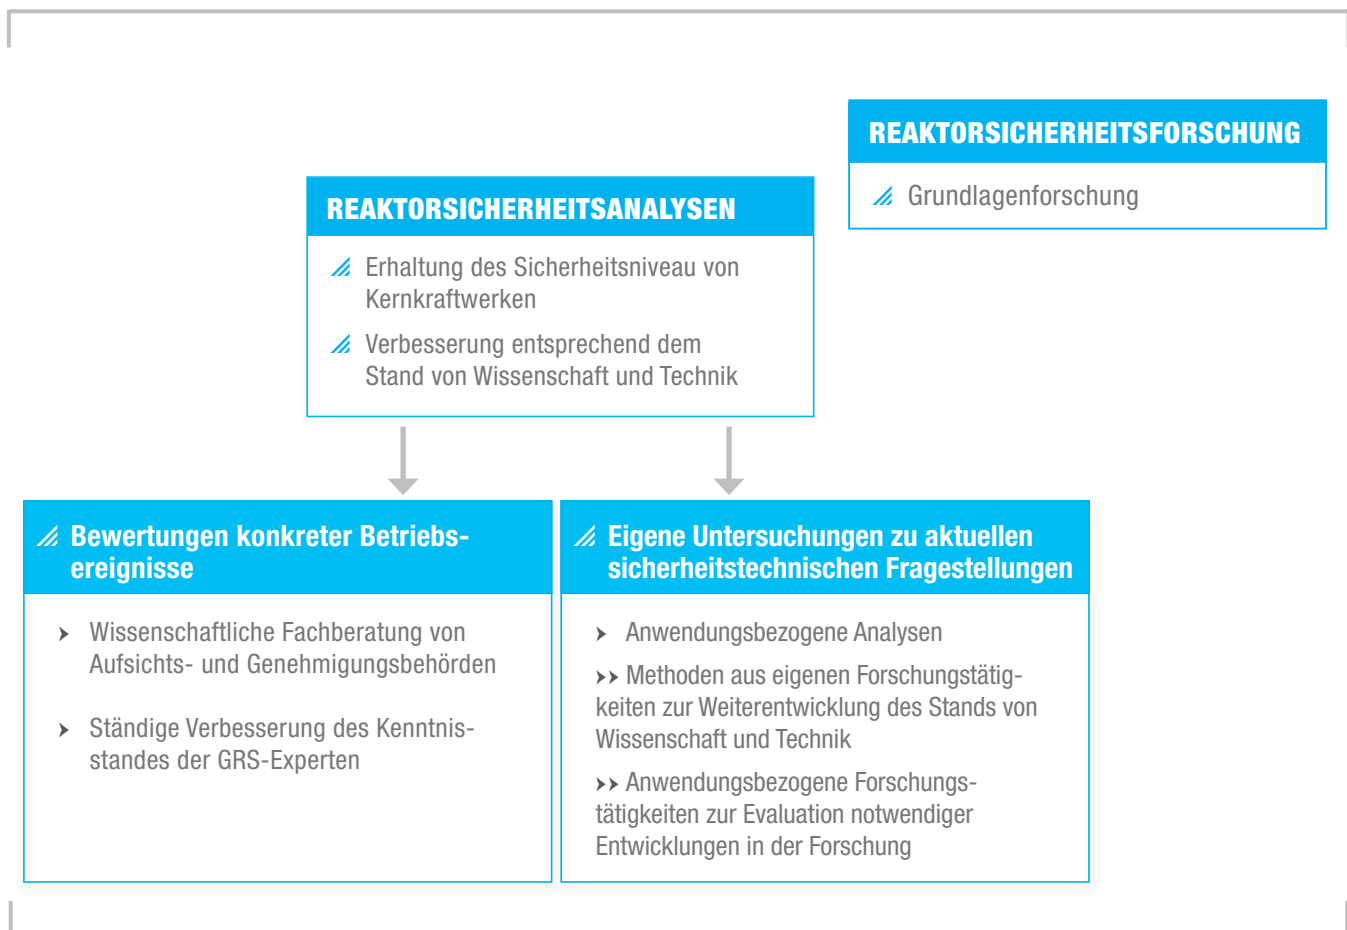 REAKTORSICHERHEITSFORSCHUNG
Grundlagenforschung
REAKTORSICHERHEITSANALYSEN
Erhaltung des Sicherheitsniveau von
Kernkraftwerken
Verbesserung entsprechend dem
Stand von Wissenschaft und Technik
Bewertungen konkreter Betriebs-
ereignisse
Wissenschaftliche Fachberatung von
Aufsichts- und Genehmigungsbehörden
Ständige Verbesserung des Kenntnis-
standes der GRS-Experten
Eigene Untersuchungen zu aktuellen
sicherheitstechnischen Fragestellungen
Anwendungsbezogene Analysen
Methoden aus eigenen Forschungstätig-
keiten zur Weiterentwicklung des Stands von
Wissenschaft und Technik
Anwendungsbezogene Forschungs-
tätigkeiten zur Evaluation notwendiger
Entwicklungen in der Forschung